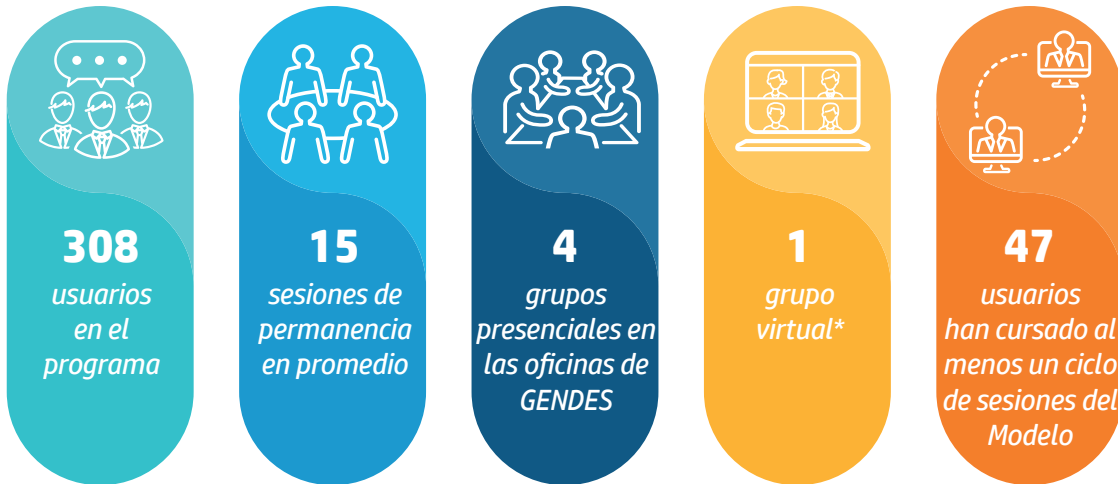 308
usuarios
en el
programa
15
sesiones de
permanencia
en promedio
4
grupos
presenciales en
las oficinas de
GENDES
1
grupo
virtual*
47
usuarios
han cursado al
menos un ciclo
de sesiones del
Modelo